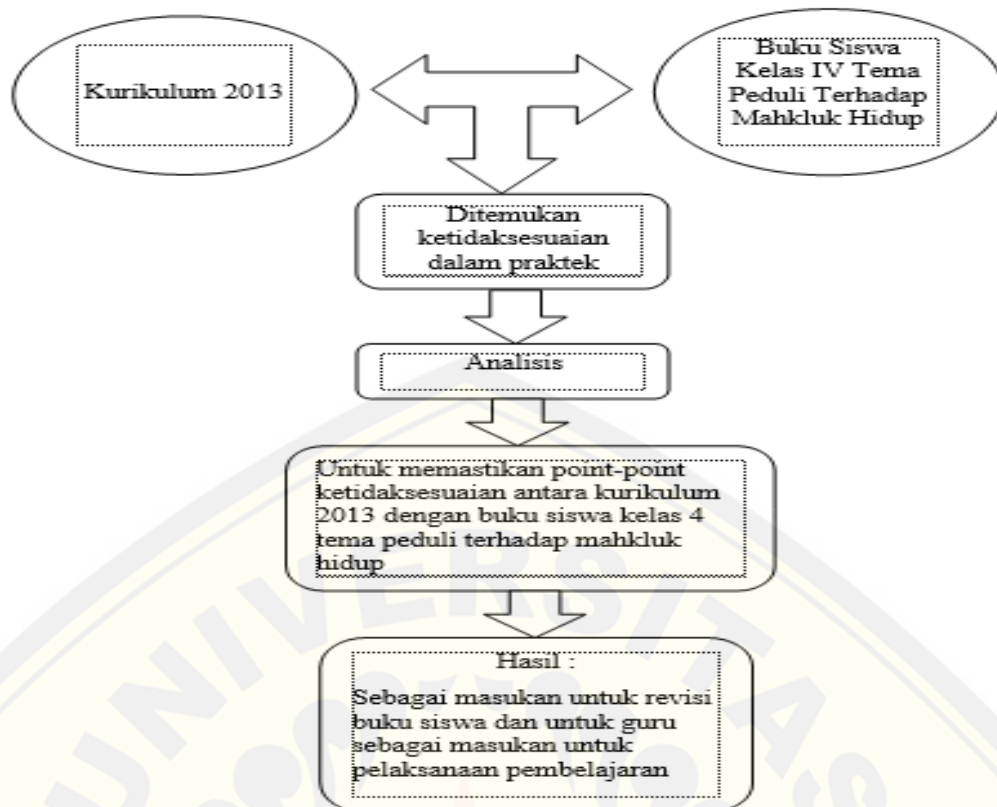 Kurikulum 2013
Buku Siswa
Kelas IV Tema
Peduli Terhadap
Mahkluk Hidup
Ditemukan
ketidaksesuaian
dalam praktek
Analisis
Untuk memastikan point-point
ketidaksesuaian antara kurikulum
2013 dengan buku siswa kelas 4
tema peduli terhadap mahkluk
hidup
Hasil :
Sebagai masukan untuk revisi
buku siswa dan untuk guru
sebagai masukan untuk
pelaksanaan pembelajaran
UNIVERSITAS